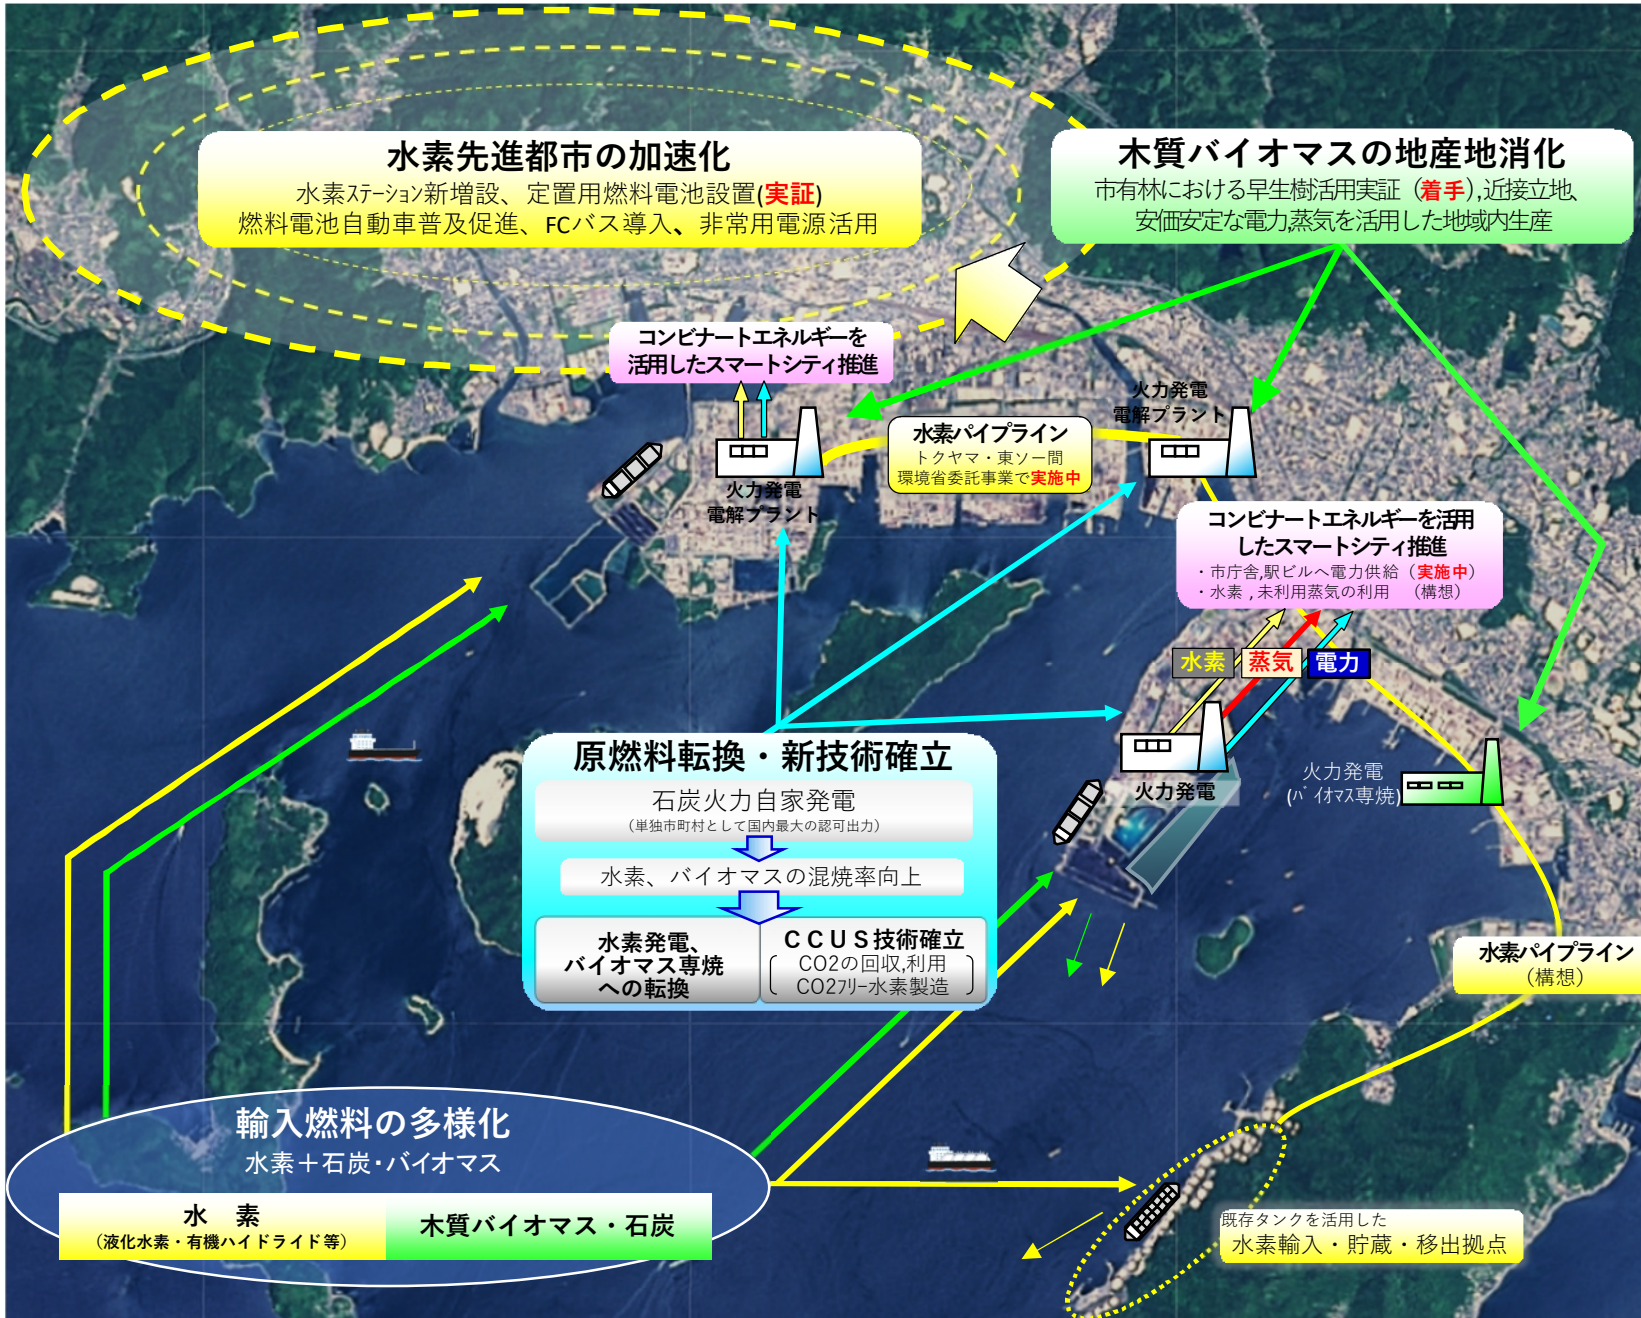 水素先進都市の加速化
水素ステーション新増設、定置用燃料電池設置(実証)
燃料電池自動車普及促進、FCバス導入、非常用電源活用
木質バイオマスの地産地消化
市有林における早生樹活用実証（着手）,近接立地、
安価安定な電力,蒸気を活用した地域内生産
コンビナートエネルギーを
活用したスマートシティ推進
火力発電
電解プラント
水素パイプライン
トクヤマ・東ソー間
環境省委託事業で実施中
火力発電
電解プラント
コンビナートエネルギーを活用
したスマートシティ推進
・市庁舎,駅ビルへ電力供給（実施中）
・水素,未利用蒸気の利用　（構想）
水素
蒸気
電力
火力発電
火力発電
(バイオマス専焼)
原燃料転換・新技術確立
石炭火力自家発電
（単独市町村として国内最大の認可出力）
水素、バイオマスの混焼率向上
水素発電、
バイオマス専焼
への転換
ＣＣＵＳ技術確立
CO2の回収,利用
CO2フリー水素製造
水素パイプライン
（構想）
輸入燃料の多様化
水素＋石炭・バイオマス
水　素
（液化水素・有機ハイドライド等）
木質バイオマス・石炭
既存タンクを活用した
水素輸入・貯蔵・移出拠点